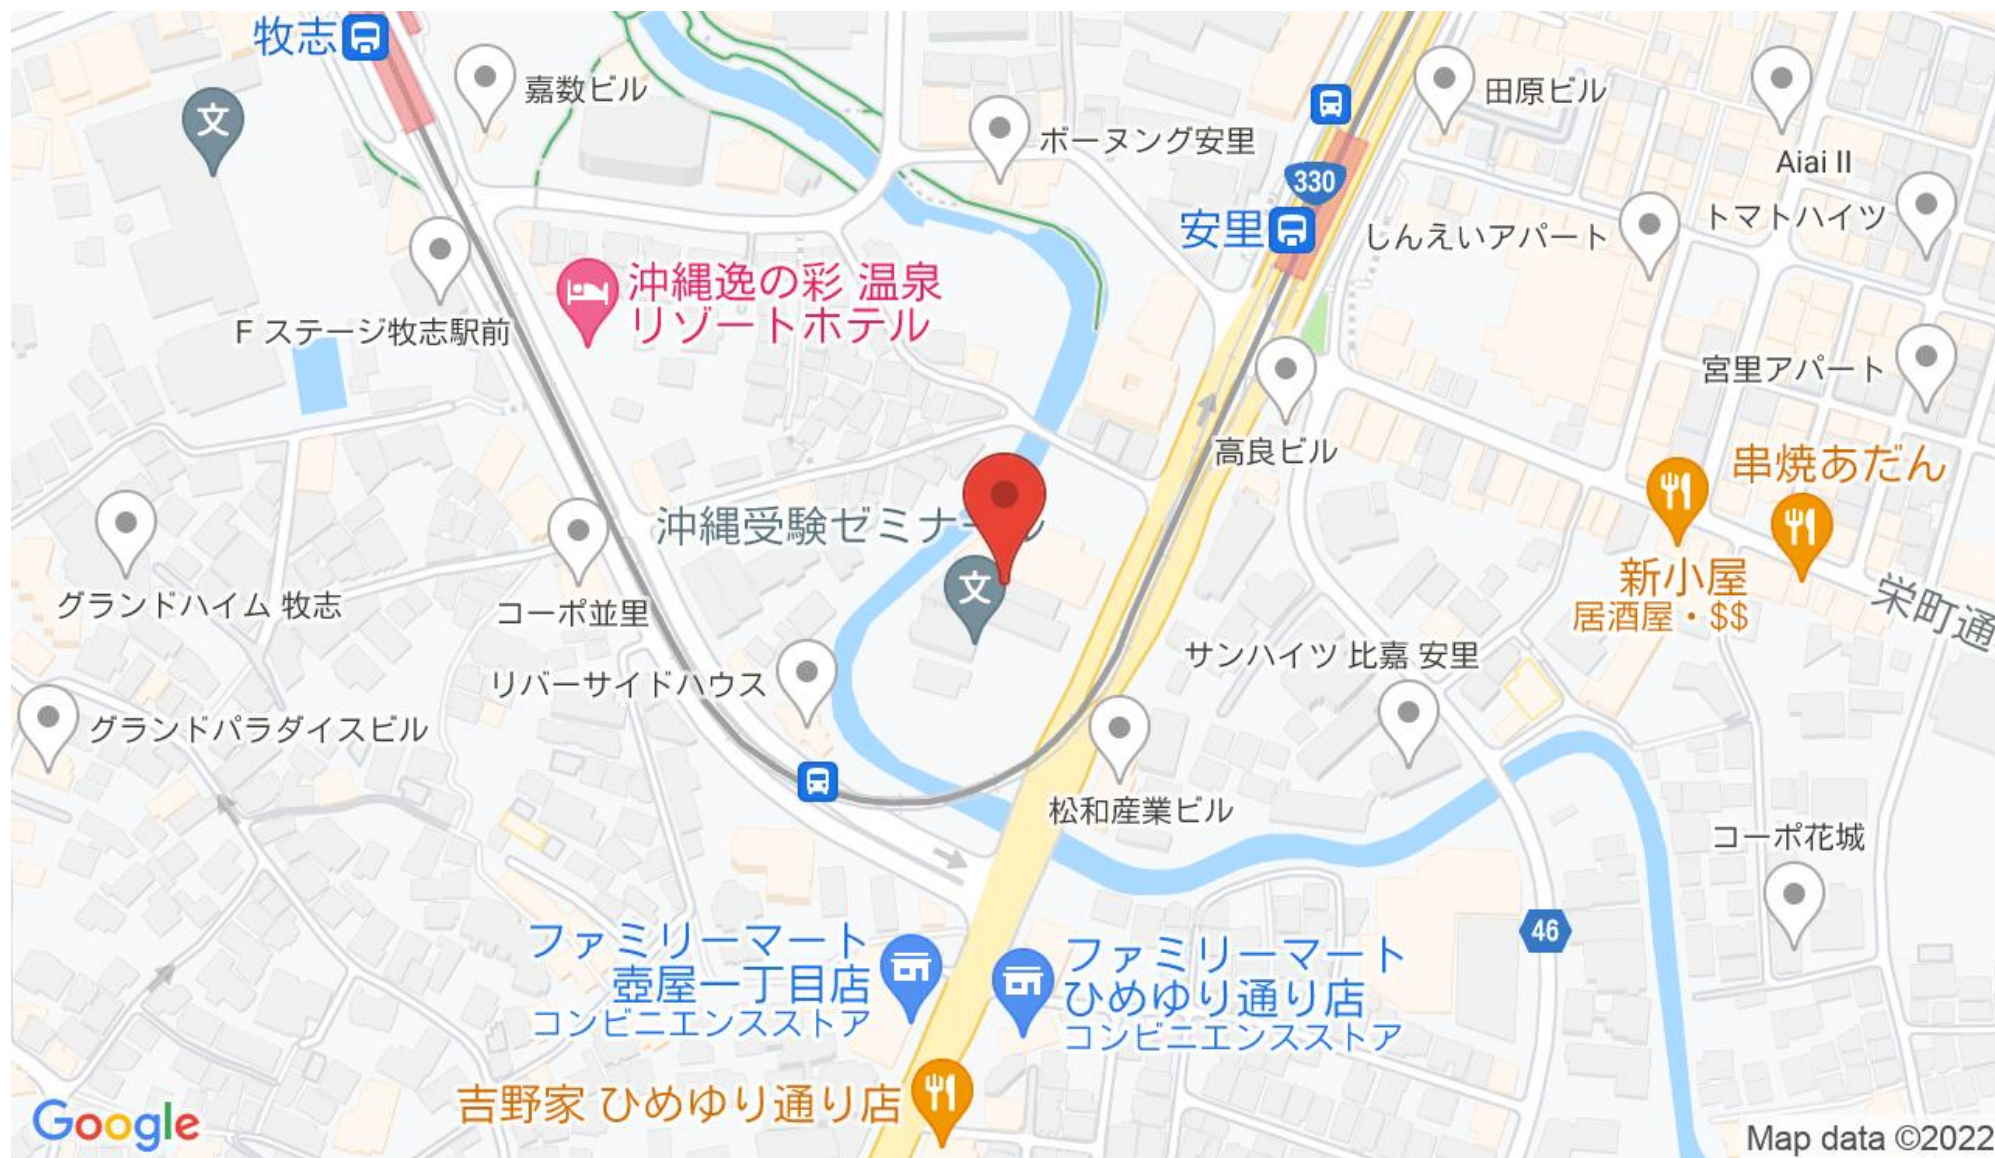 牧志
嘉数ビル
文
田原ビル
ボーヌング安里
Aiai II
330
安里
しんえいアパート
トマトハイツ
沖縄逸の彩 温泉
リゾートホテル
F ステージ牧志駅前
宮里アパート
高良ビル
串焼あだん
沖縄受験ゼミナール
文
新小屋
居酒屋・$$
栄町通
グランドハイム 牧志
コーポ並里
サンハイツ 比嘉 安里
リバーサイドハウス
グランドパラダイスビル
松和産業ビル
コーポ花城
46
ファミリーマート
壺屋一丁目店
コンビニエンスストア
ファミリーマート
ひめゆり通り店
コンビニエンスストア
吉野家 ひめゆり通り店
Google
Map data ©2022